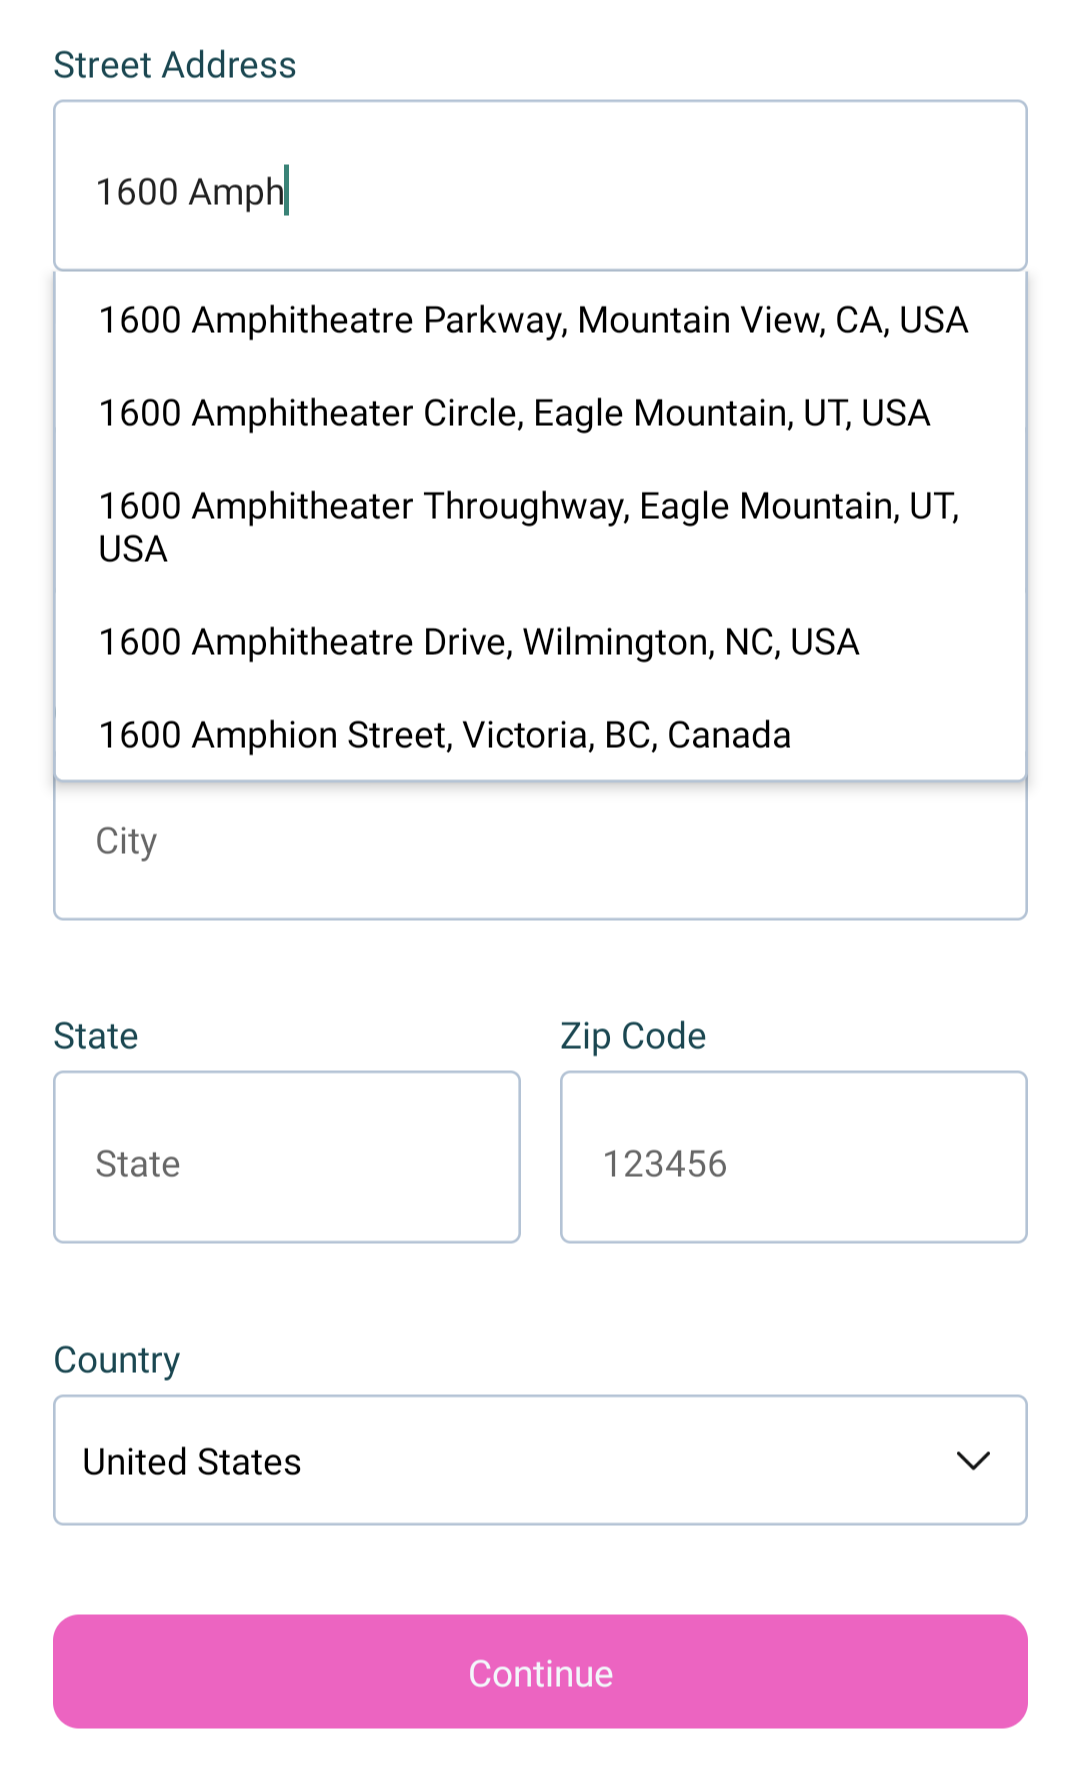 Street Address
1600 Amph
1600 Amphitheatre Parkway, Mountain View, CA, USA
1600 Amphitheater Circle, Eagle Mountain, UT, USA
1600 Amphitheater Throughway, Eagle Mountain, UT,
USA
1600 Amphitheatre Drive, Wilmington, NC, USA
1600 Amphion Street, Victoria, BC, Canada
City
State
Zip Code
State
123456
Country
United States
Continue